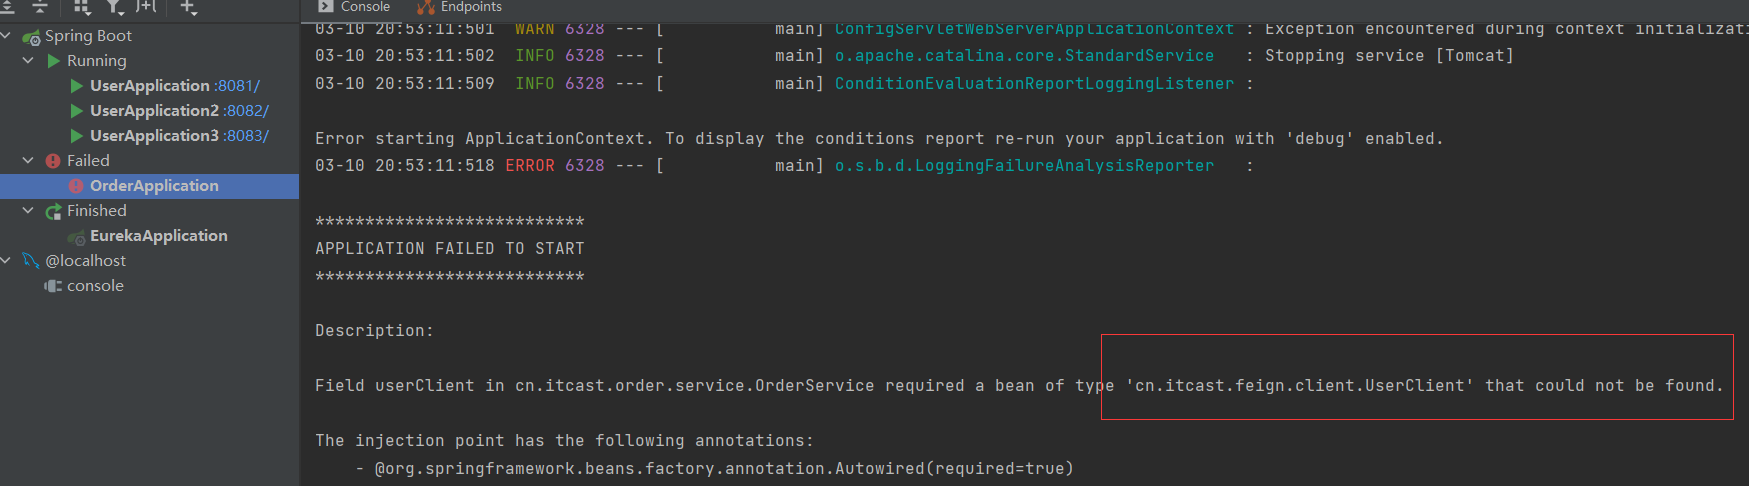 Console
Endpoints
Spring Boot
Running
UserApplication :8081/
UserApplication2 :8082/
UserApplication3 :8083/
Failed
OrderApplication
Finished
EurekaApplication
@localhost
console
03-10 20:53:11:501  WARN 6328 --- [           main] ConfigServletWebServerApplicationContext : Exception encountered during context initializati
03-10 20:53:11:502  INFO 6328 --- [           main] o.apache.catalina.core.StandardService   : Stopping service [Tomcat]
03-10 20:53:11:509  INFO 6328 --- [           main] ConditionEvaluationReportLoggingListener :
Error starting ApplicationContext. To display the conditions report re-run your application with 'debug' enabled.
03-10 20:53:11:518 ERROR 6328 --- [           main] o.s.b.d.LoggingFailureAnalysisReporter   :
***************************
APPLICATION FAILED TO START
***************************
Description:
Field userClient in cn.itcast.order.service.OrderService required a bean of type 'cn.itcast.feign.client.UserClient' that could not be found.
The injection point has the following annotations:
- @org.springframework.beans.factory.annotation.Autowired(required=true)